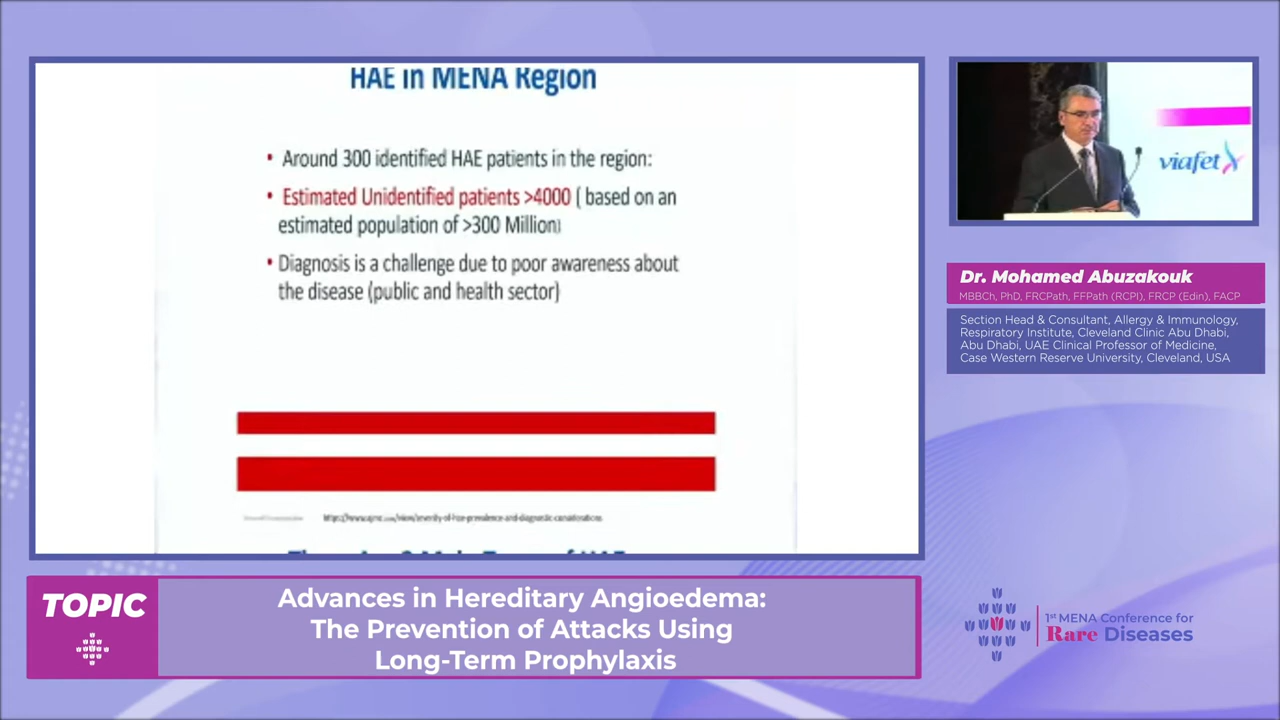 HAE in MENA Region
• Around 300 identified HAE patients in the region:
• Estimated Unidentified patients >4000 ( based on an
estimated population of >300 Million)
• Diagnosis is a challenge due to poor awareness about
the disease (public and health sector)
viafet
Dr. Mohamed Abuzakouk
MBBCh, PhD, FRCPath, FFPath (RCPI), FRCP (Edin), FACP
Section Head & Consultant, Allergy & Immunology,
Respiratory Institute, Cleveland Clinic Abu Dhabi,
Abu Dhabi, UAE Clinical Professor of Medicine,
Case Western Reserve University, Cleveland, USA
TOPIC
Advances in Hereditary Angioedema:
The Prevention of Attacks Using
Long-Term Prophylaxis
1st MENA Conference for
Rare Diseases